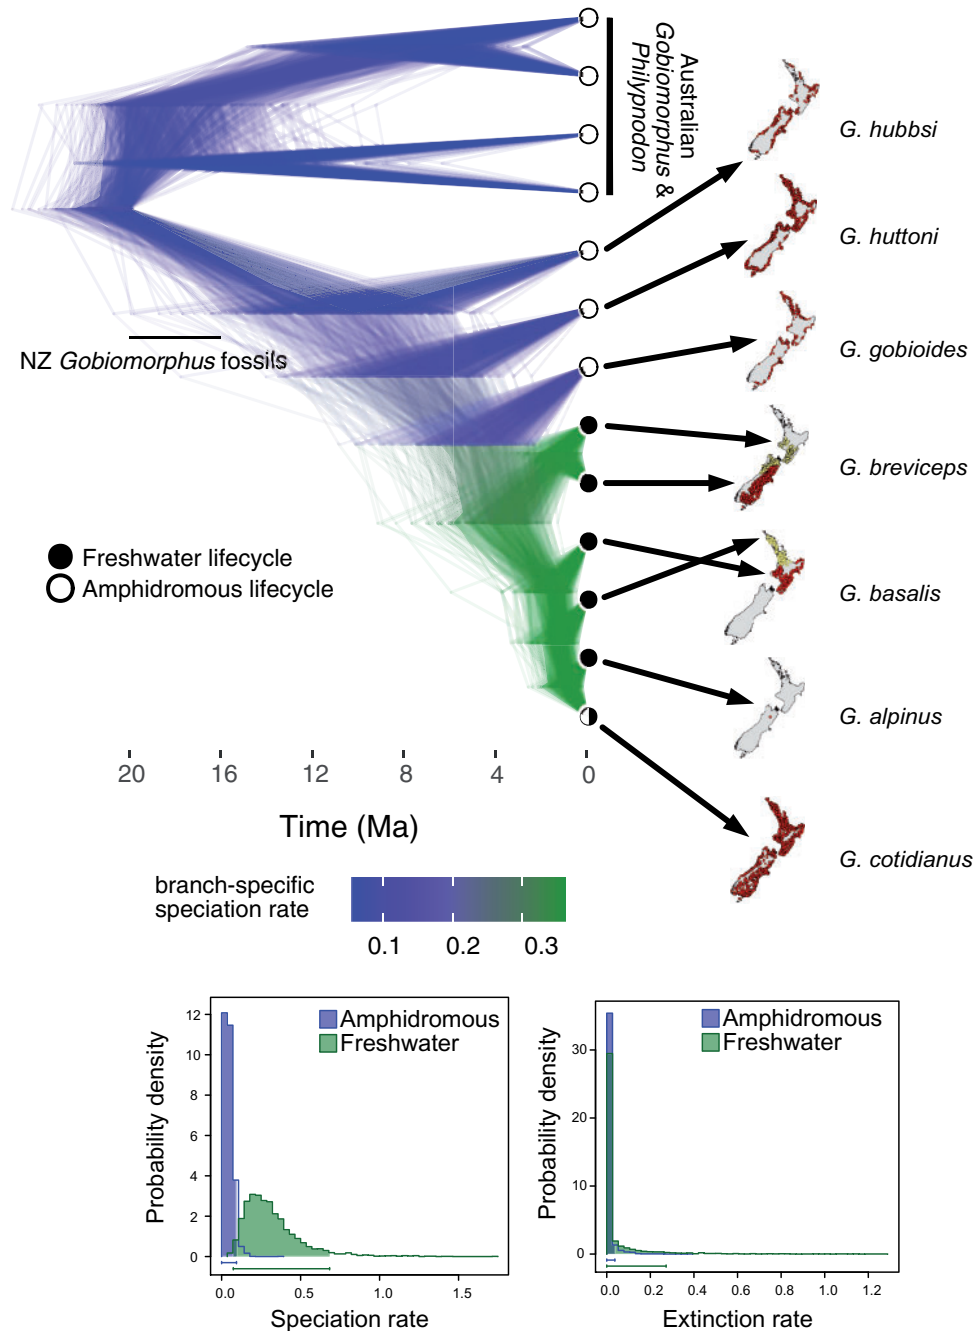 Australian
Gobiomorphus &
Philypnodon
G. hubbsi
G. huttoni
NZ Gobiomorphus fossils
G. gobioides
G. breviceps
Freshwater lifecycle
Amphidromous lifecycle
G. basalis
G. alpinus
20 16 12 8 4 0
Time (Ma)
G. cotidianus
branch-specific
speciation rate
0.1 0.2 0.3
Probability density
12
10
8
6
4
2
0
Amphidromous
Freshwater
0.0 0.5 1.0 1.5
Speciation rate
Probability density
30
20
10
0
Amphidromous
Freshwater
0.0 0.2 0.4 0.6 0.8 1.0 1.2
Extinction rate